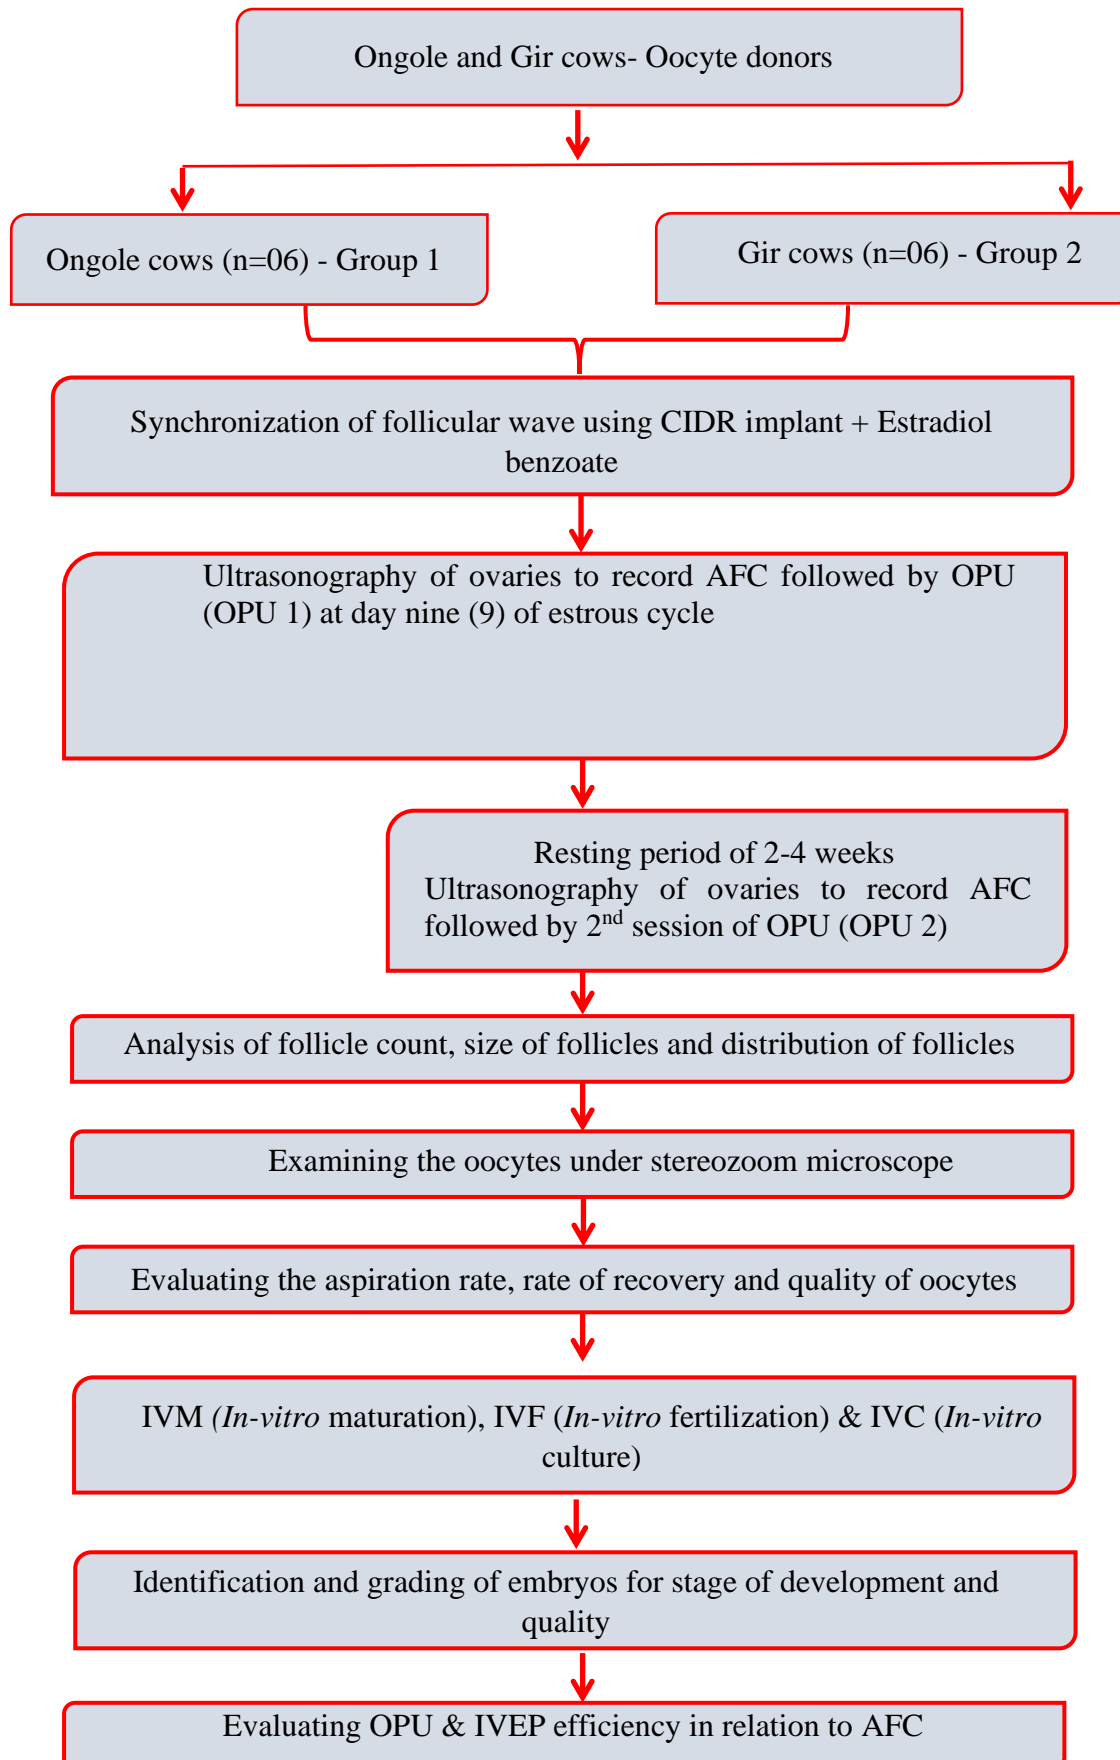 Ongole and Gir cows- Oocyte donors
Ongole cows (n=06) - Group 1
Gir cows (n=06) - Group 2
Synchronization of follicular wave using CIDR implant + Estradiol
benzoate
Ultrasonography of ovaries to record AFC followed by OPU
(OPU 1) at day nine (9) of estrous cycle
Resting period of 2-4 weeks
Ultrasonography of ovaries to record AFC
followed by 2nd session of OPU (OPU 2)
Analysis of follicle count, size of follicles and distribution of follicles
Examining the oocytes under stereozoom microscope
Evaluating the aspiration rate, rate of recovery and quality of oocytes
IVM (In-vitro maturation), IVF (In-vitro fertilization) & IVC (In-vitro
culture)
Identification and grading of embryos for stage of development and
quality
Evaluating OPU & IVEP efficiency in relation to AFC